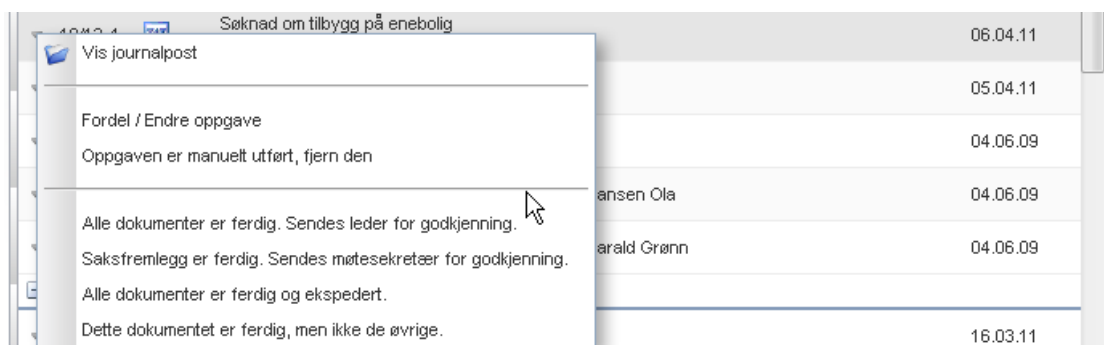 Søknad om tilbygg på enebolig
06.04.11
Vis journalpost
05.04.11
Fordel / Endre oppgave
04.06.09
Oppgaven er manuelt utført, fjern den
ansen Ola 04.06.09
Alle dokumenter er ferdig. Sendes leder for godkjenning.
arald Grønn 04.06.09
Saksfremlegg er ferdig. Sendes møtesekretær for godkjenning.
Alle dokumenter er ferdig og ekspedert.
Dette dokumentet er ferdig, men ikke de øvrige.
16.03.11